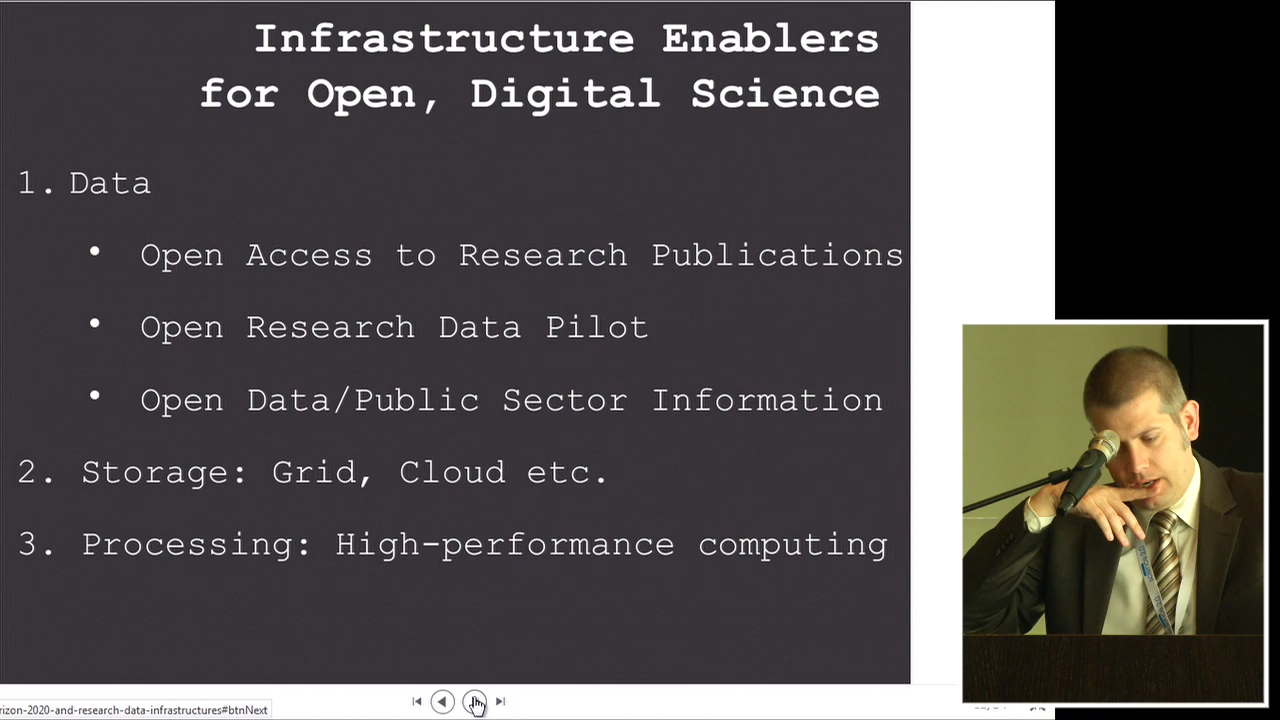 Infrastructure Enablers
for Open, Digital Science
1. Data
• Open Access to Research Publications
• Open Research Data Pilot
• Open Data/Public Sector Information
2. Storage: Grid, Cloud etc.
3. Processing: High-performance computing
rizon-2020-and-research-data-infrastructures#btnNext